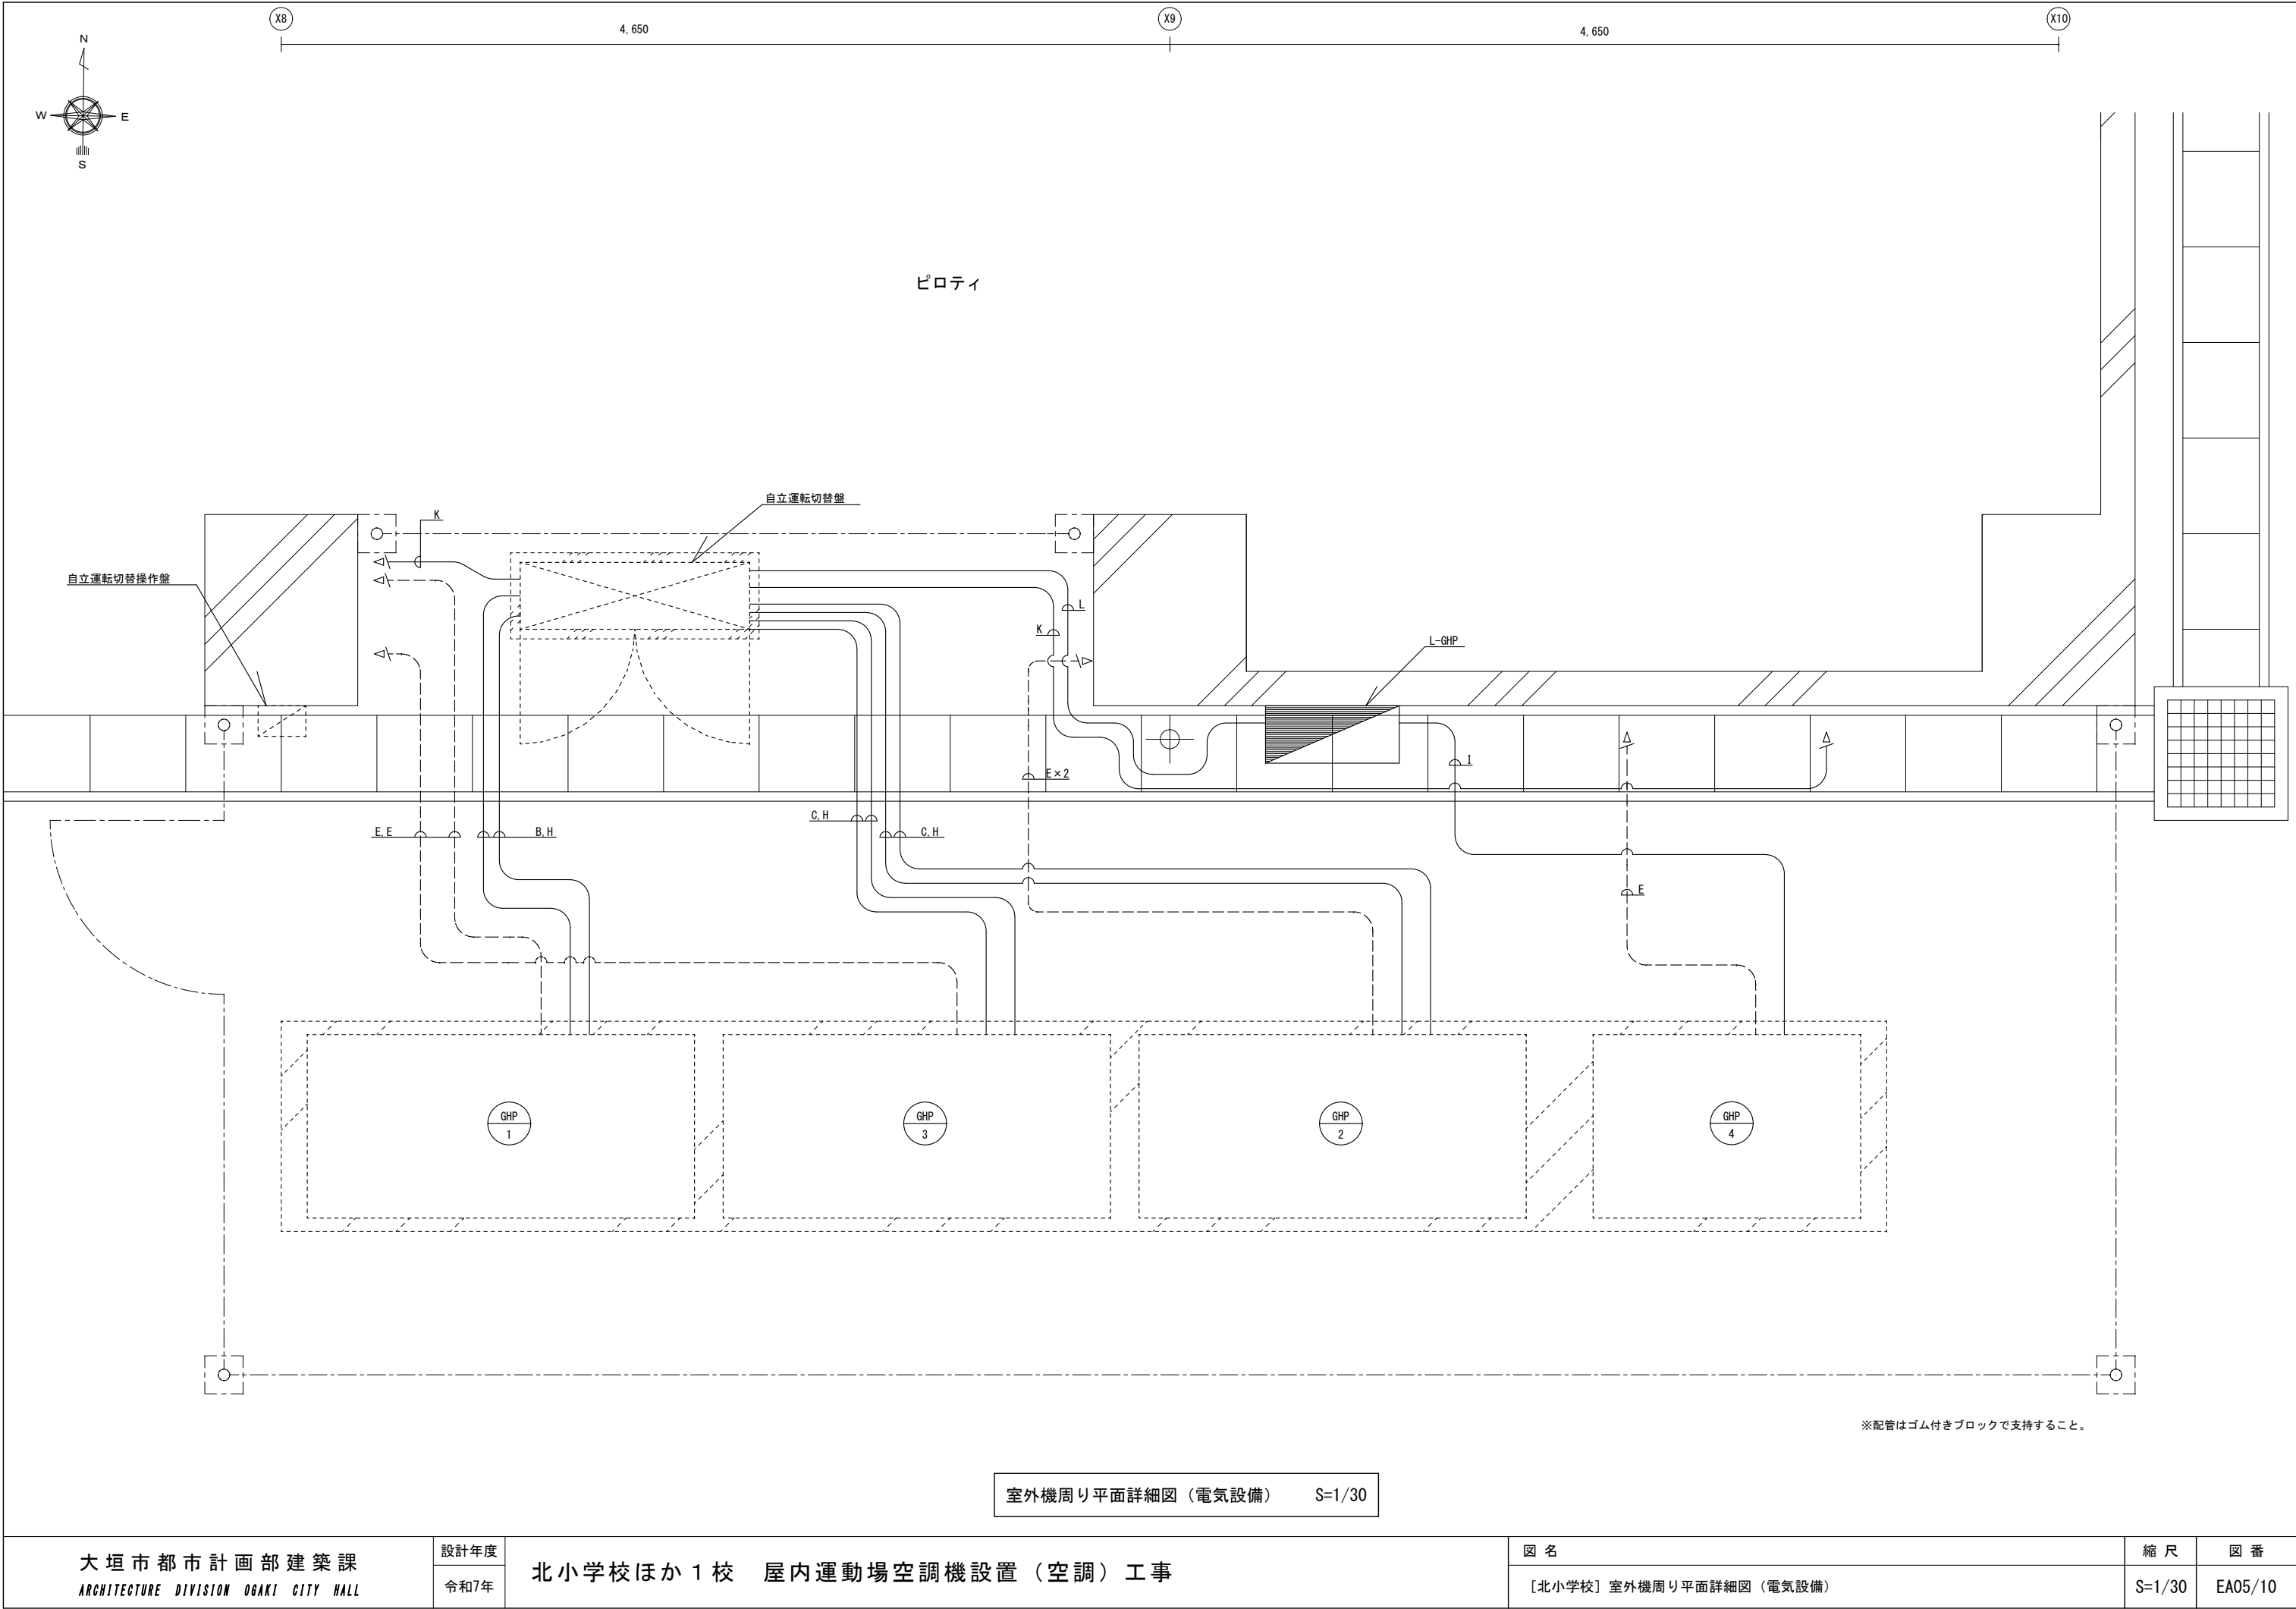 X8
X9
X10
4,650
4,650
N
W
E
S
ピロティ
自立運転切替盤
K
自立運転切替操作盤
L
K
L-GHP
I
E×2
C,H
E,E
B,H
C,H
E
GHP
1
GHP
3
GHP
2
GHP
4
※配管はゴム付きブロックで支持すること。
室外機周り平面詳細図（電気設備） S=1/30
大垣市都市計画部建築課
ARCHITECTURE DIVISION OGAKI CITY HALL
設計年度
令和7年
北小学校ほか１校 屋内運動場空調機設置（空調）工事
図 名
［北小学校］室外機周り平面詳細図（電気設備）
縮 尺
S=1/30
図 番
EA05/10